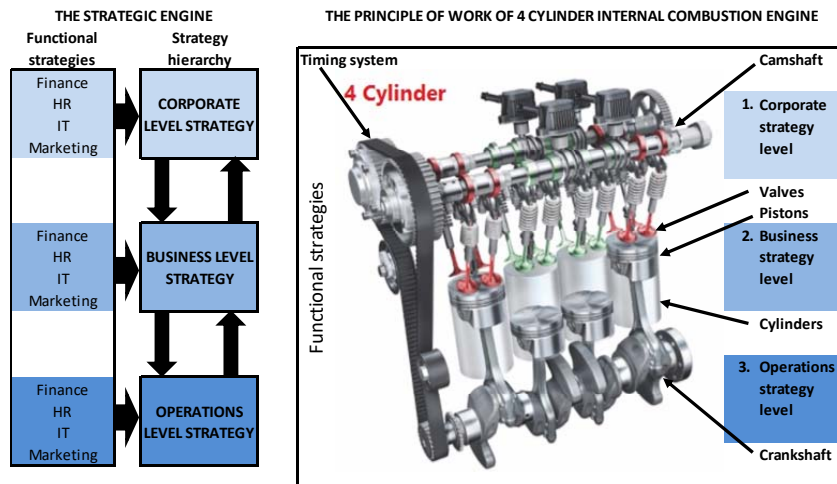 THE STRATEGIC ENGINE
Functional
strategies
Strategy
hierarchy
Finance
HR
IT
Marketing
CORPORATE
LEVEL STRATEGY
Finance
HR
IT
Marketing
BUSINESS LEVEL
STRATEGY
Finance
HR
IT
Marketing
OPERATIONS
LEVEL STRATEGY
THE PRINCIPLE OF WORK OF 4 CYLINDER INTERNAL COMBUSTION ENGINE
Timing system
4 Cylinder
Functional strategies
Camshaft
1. Corporate
strategy
level
Valves
Pistons
2. Business
strategy
level
Cylinders
3. Operations
strategy
level
Crankshaft